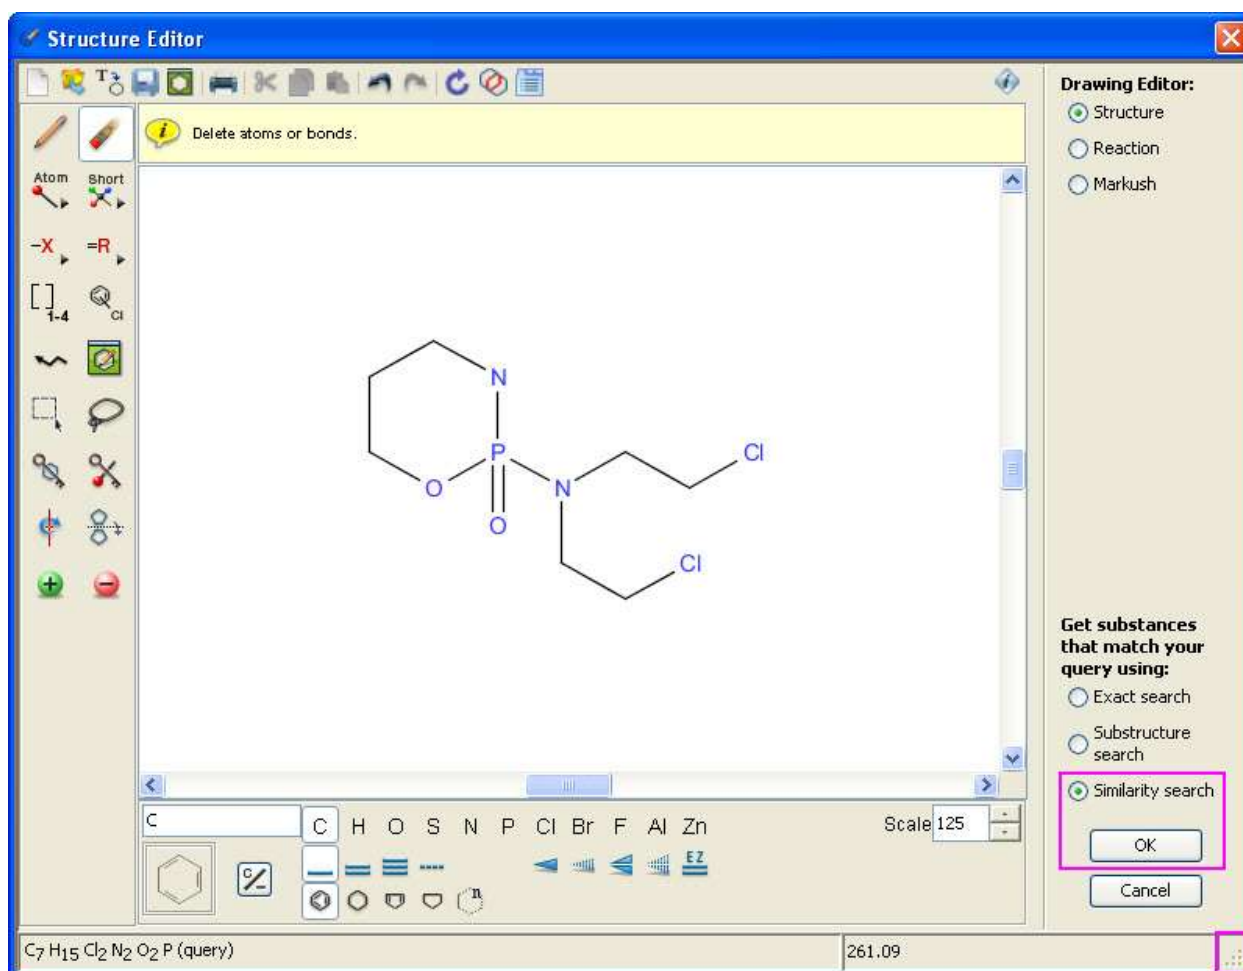 Structure Editor
Drawing Editor:
Structure
Reaction
Markush
Delete atoms or bonds.
Atom
Short
-X
=R
[ ]
1-4
Cl
N
P
O
N
O
Cl
Cl
Get substances
that match your
query using:
Exact search
Substructure
search
Similarity search
OK
Cancel
C
C H O S N P Cl Br F Al Zn
Scale 125
EZ
n
C7 H15 Cl2 N2 O2 P (query)
261.09